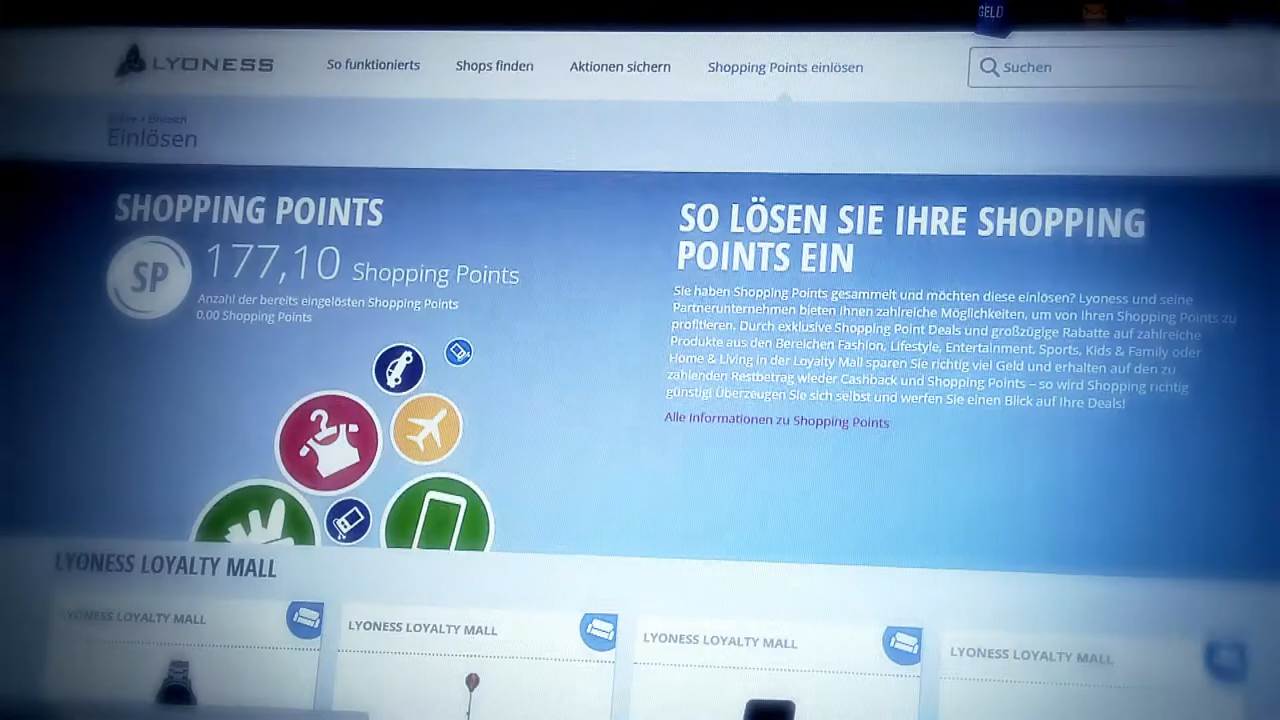 GELD
LYONESS
So funktionierts
Shops finden
Aktionen sichern
Shopping Points einlösen
Suchen
> Einlösen
Einlösen
SHOPPING POINTS
SP
177,10 Shopping Points
Anzahl der bereits eingelösten Shopping Points
0,00 Shopping Points
SO LÖSEN SIE IHRE SHOPPING
POINTS EIN
Sie haben Shopping Points gesammelt und möchten diese einlösen? Lyoness und seine
Partnerunternehmen bieten Ihnen zahlreiche Möglichkeiten, um von Ihren Shopping Points zu
profitieren. Durch exklusive Shopping Point Deals und großzügige Rabatte auf zahlreiche
Produkte aus den Bereichen Fashion, Lifestyle, Entertainment, Sports, Kids & Family oder
Home & Living in der Loyalty Mall sparen Sie richtig viel Geld und erhalten auf den zu
zahlenden Restbetrag wieder Cashback und Shopping Points – so wird Shopping richtig
günstig! Überzeugen Sie sich selbst und werfen Sie einen Blick auf Ihre Deals!
Alle Informationen zu Shopping Points
LYONESS LOYALTY MALL
LYONESS LOYALTY MALL
LYONESS LOYALTY MALL
LYONESS LOYALTY MALL
LYONESS LOYALTY MALL